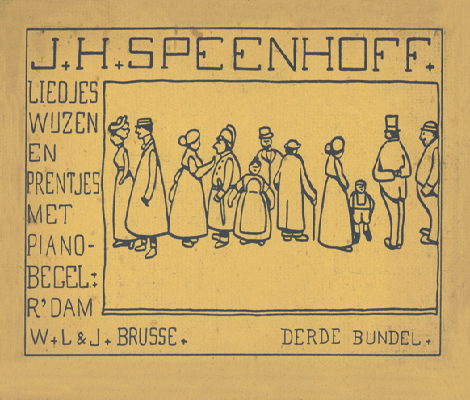 J.H.SPEENHOFF.
LIEDJES
WIJZEN
EN
PRENTJES
MET
PIANO-
BEGEL:
R'DAM
W.L & J. BRUSSE.
DERDE BUNDEL.